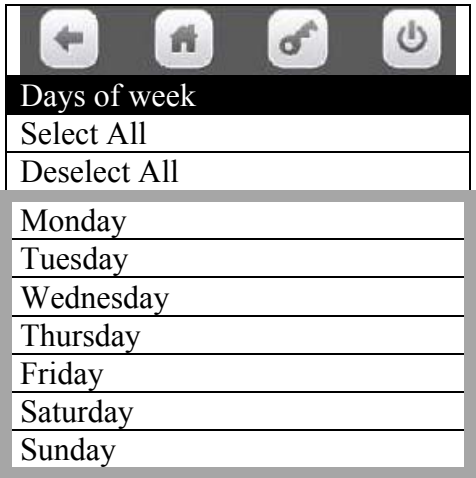 Days of week
Select All
Deselect All
Monday
Tuesday
Wednesday
Thursday
Friday
Saturday
Sunday